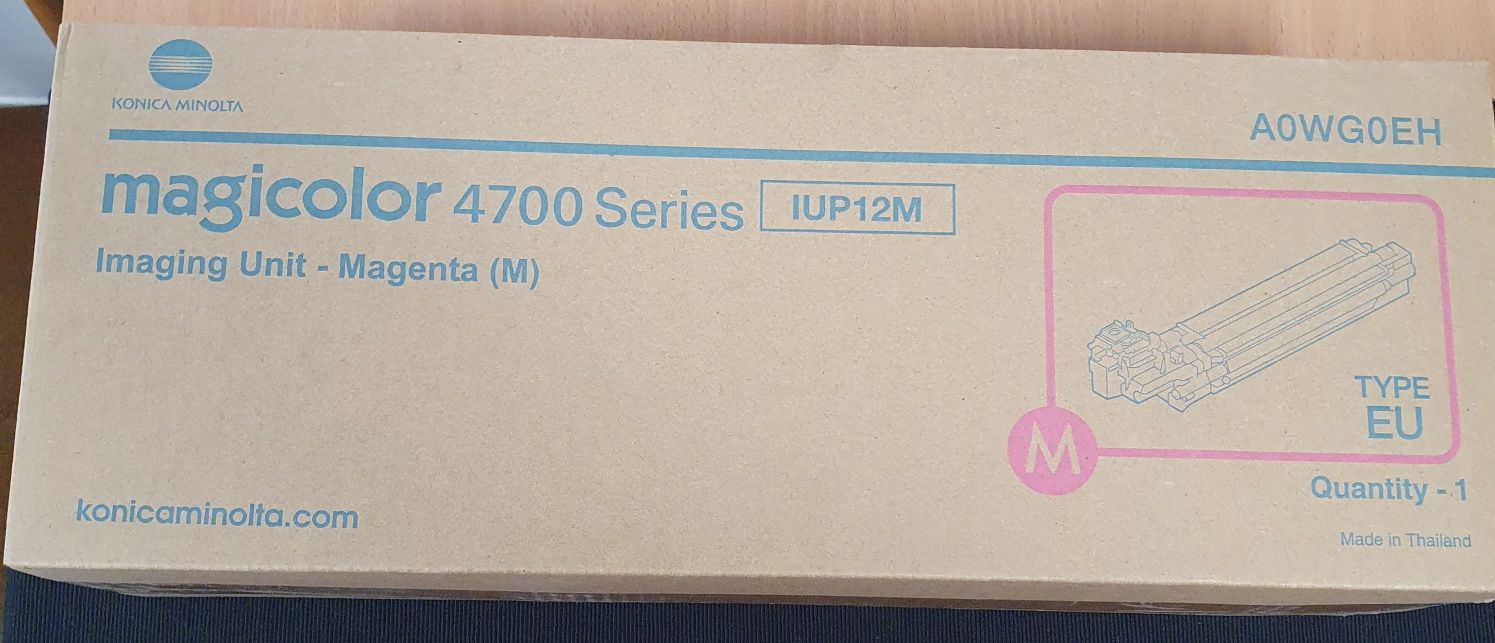 KONICA MINOLTA
A0WG0EH
magicolor 4700 Series IUP12M
Imaging Unit - Magenta (M)
TYPE
EU
M
Quantity - 1
konicaminolta.com
Made in Thailand